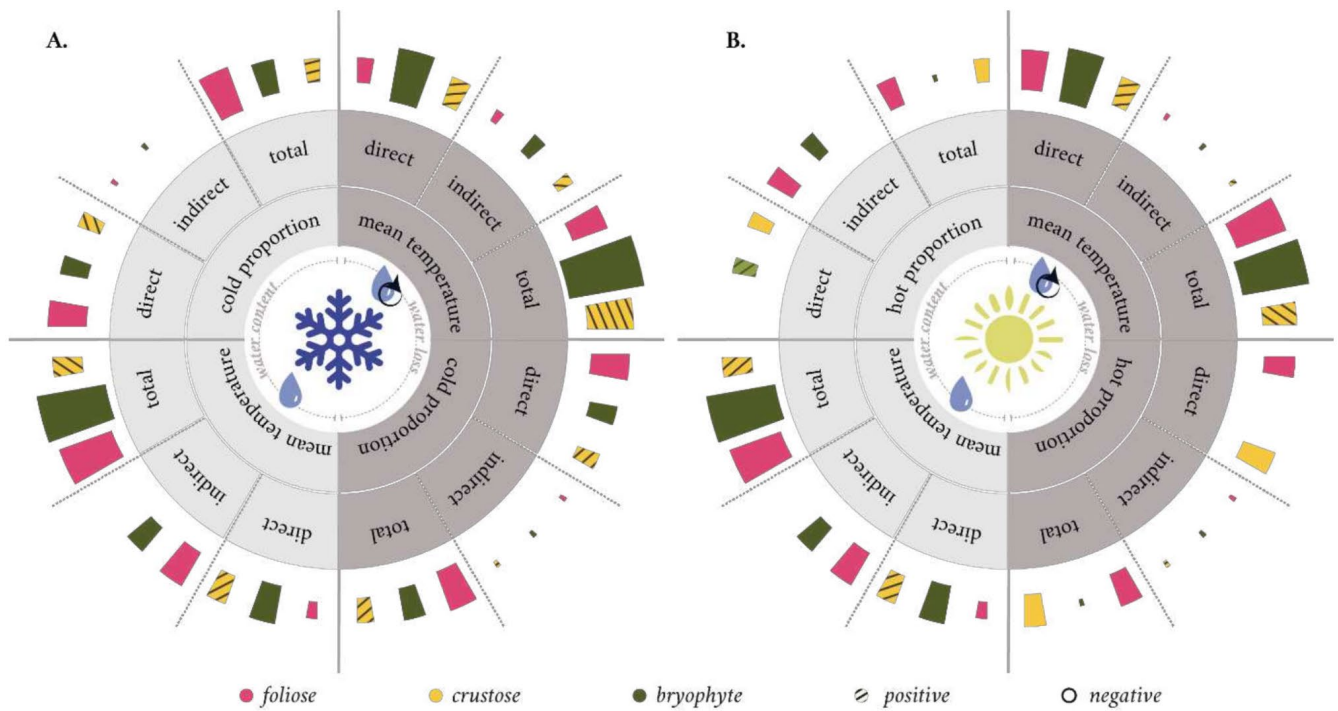 A.
total
direct
indirect
indirect
cold proportion
mean temperature
direct
total
water content
water loss
total
mean temperature
cold proportion
direct
indirect
indirect
direct
total
B.
total
direct
indirect
indirect
hot proportion
mean temperature
direct
total
water content
water loss
total
mean temperature
hot proportion
direct
indirect
indirect
direct
total
foliose crustose bryophyte positive negative